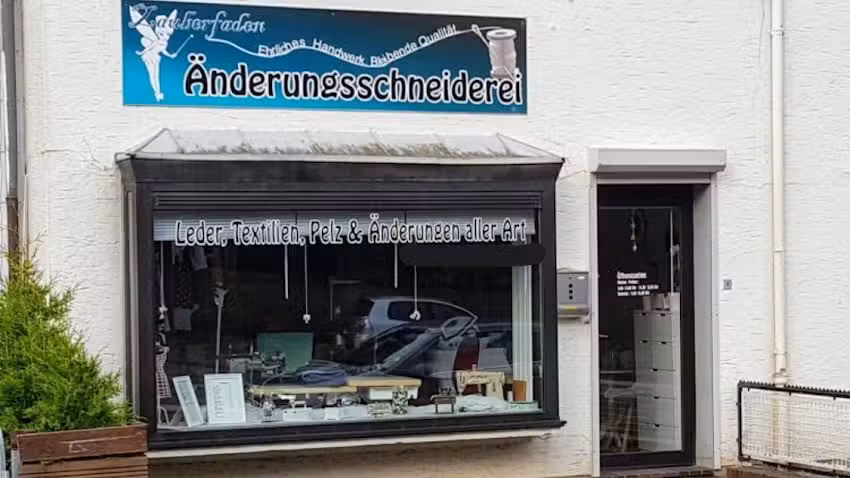 Zauberfaden
Ehrliches Handwerk Bleibende Qualität
Änderungsschneiderei
Leder, Textilien, Pelz & Änderungen aller Art
Öffnungszeiten